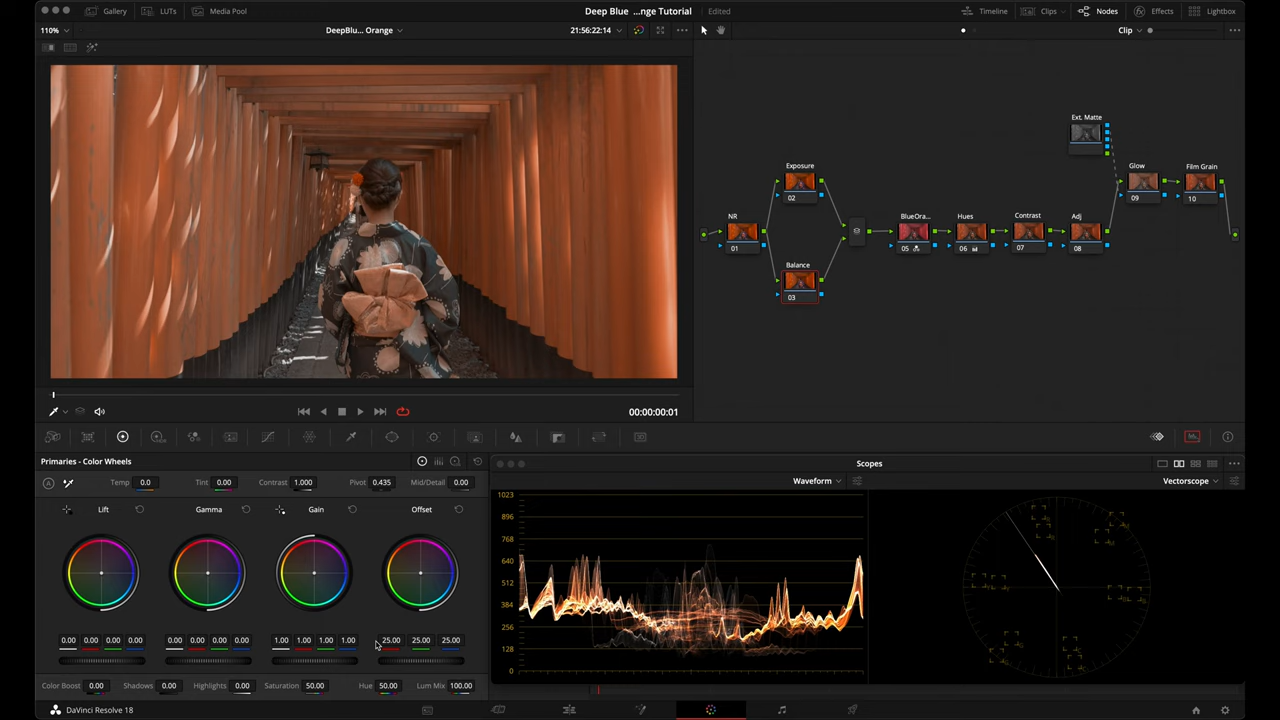 Gallery LUTs Media Pool Deep Blue ...nge Tutorial Edited Timeline Clips Nodes Effects Lightbox
110% DeepBlu... Orange 21:56:22:14 Clip
Ext. Matte
Exposure Glow Film Grain
02 09 10
NR BlueOra... Hues Contrast Adj
01 05 06 07 08
Balance
03
00:00:00:01
Primaries - Color Wheels Scopes
Temp 0.0 Tint 0.00 Contrast 1.000 Pivot 0.435 Mid/Detail 0.00 Waveform Vectorscope
Lift Gamma Gain Offset
1023
896
768
640
512
384
256
128
0
0.00 0.00 0.00 0.00 0.00 0.00 0.00 0.00 1.00 1.00 1.00 1.00 25.00 25.00 25.00
Color Boost 0.00 Shadows 0.00 Highlights 0.00 Saturation 50.00 Hue 50.00 Lum Mix 100.00
DaVinci Resolve 18